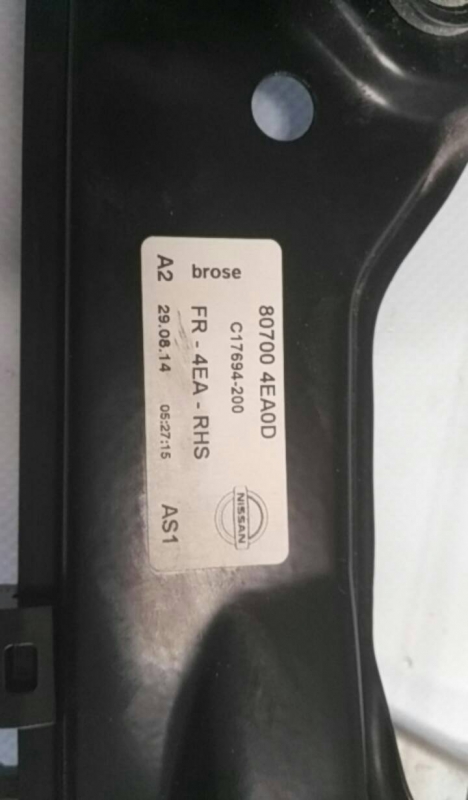 80700 4EA0D
C17694-200
NISSAN
brose
FR - 4EA - RHS
A2 29.08.14 05:27:15 AS1